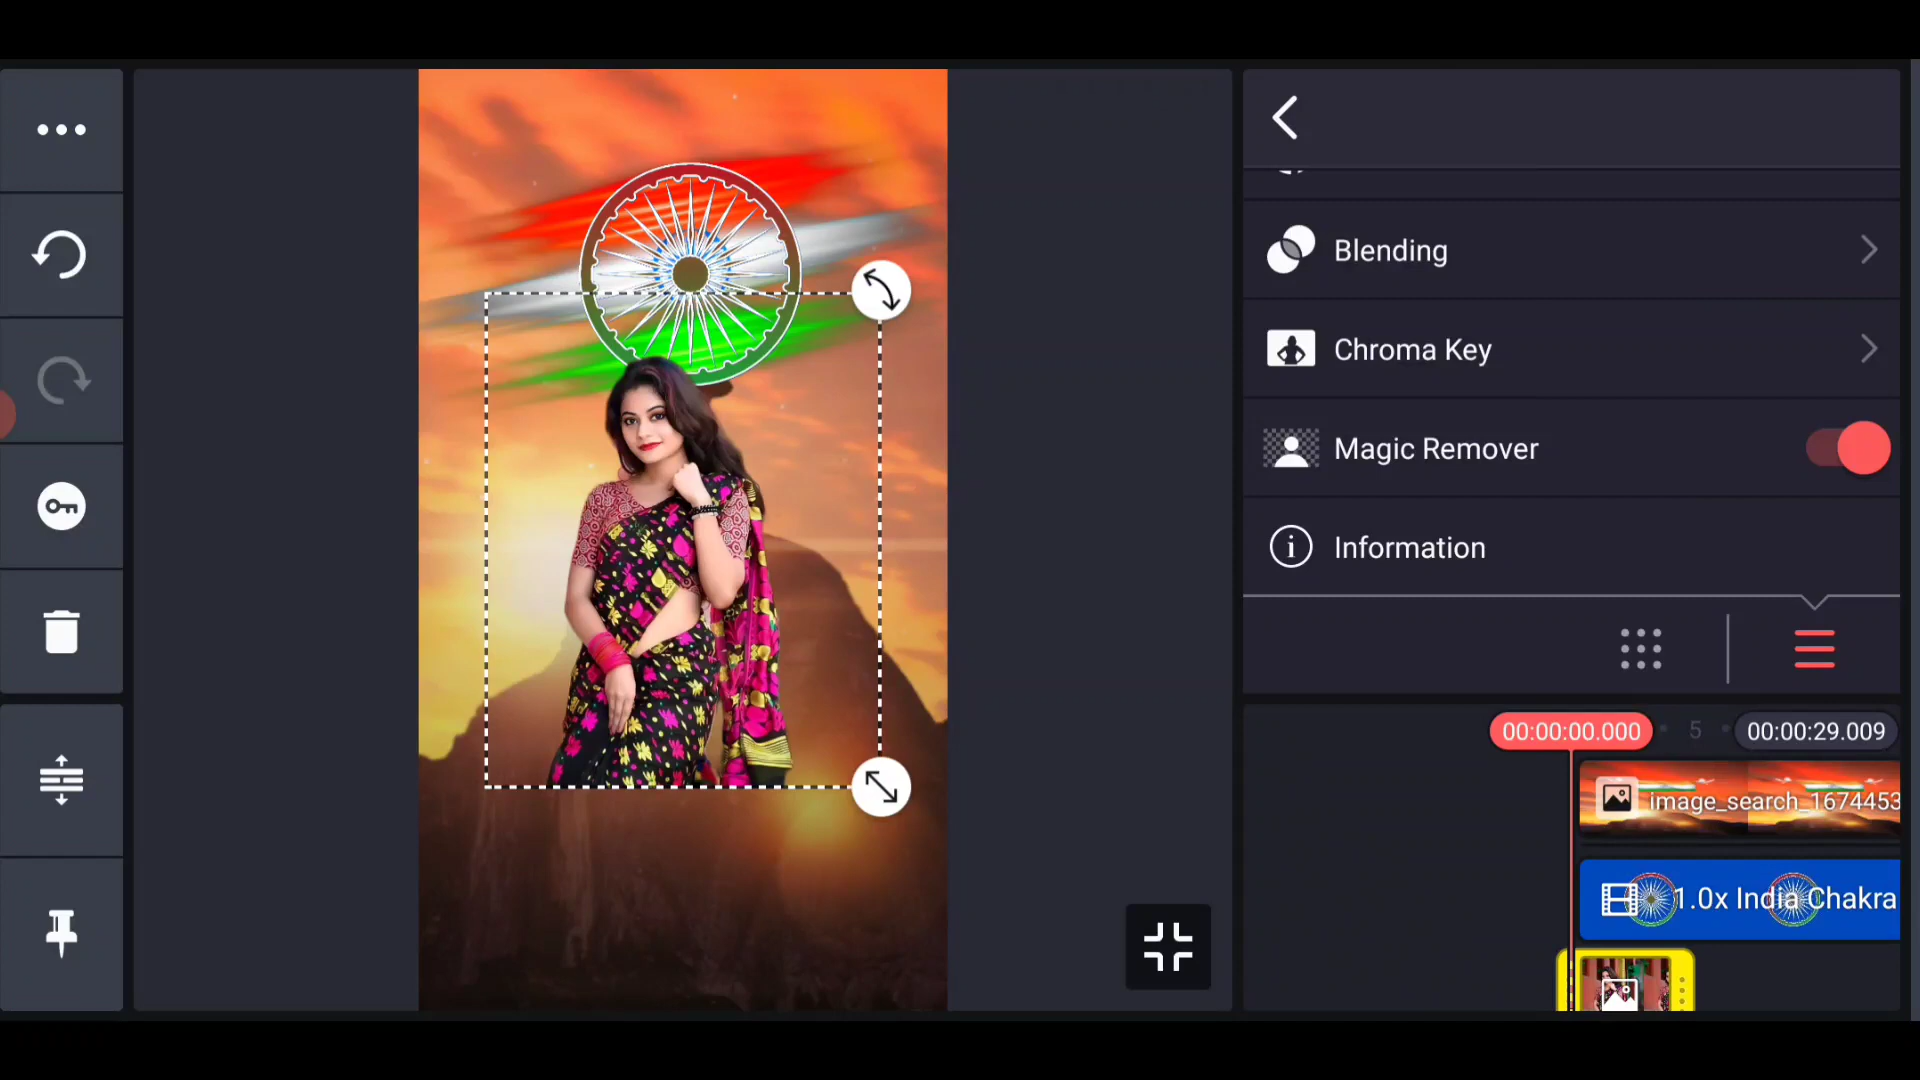 Blending
Chroma Key
Magic Remover
Information
00:00:00.000
5
00:00:29.009
image_search_1674453
1.0x India Chakra